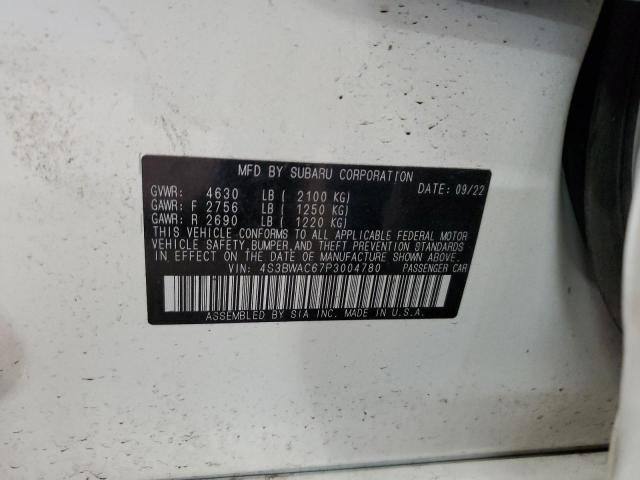 MFD BY SUBARU CORPORATION
DATE: 09/22
GVWR: 4630 LB ( 2100 KG)
GAWR: F 2756 LB ( 1250 KG)
GAWR: R 2690 LB ( 1220 KG)
THIS VEHICLE CONFORMS TO ALL APPLICABLE FEDERAL MOTOR
VEHICLE SAFETY, BUMPER, AND THEFT PREVENTION STANDARDS
IN EFFECT ON THE DATE OF MANUFACTURE SHOWN ABOVE.
VIN: 4S3BWAC67P3004780 PASSENGER CAR
ASSEMBLED BY SIA INC. MADE IN U.S.A.